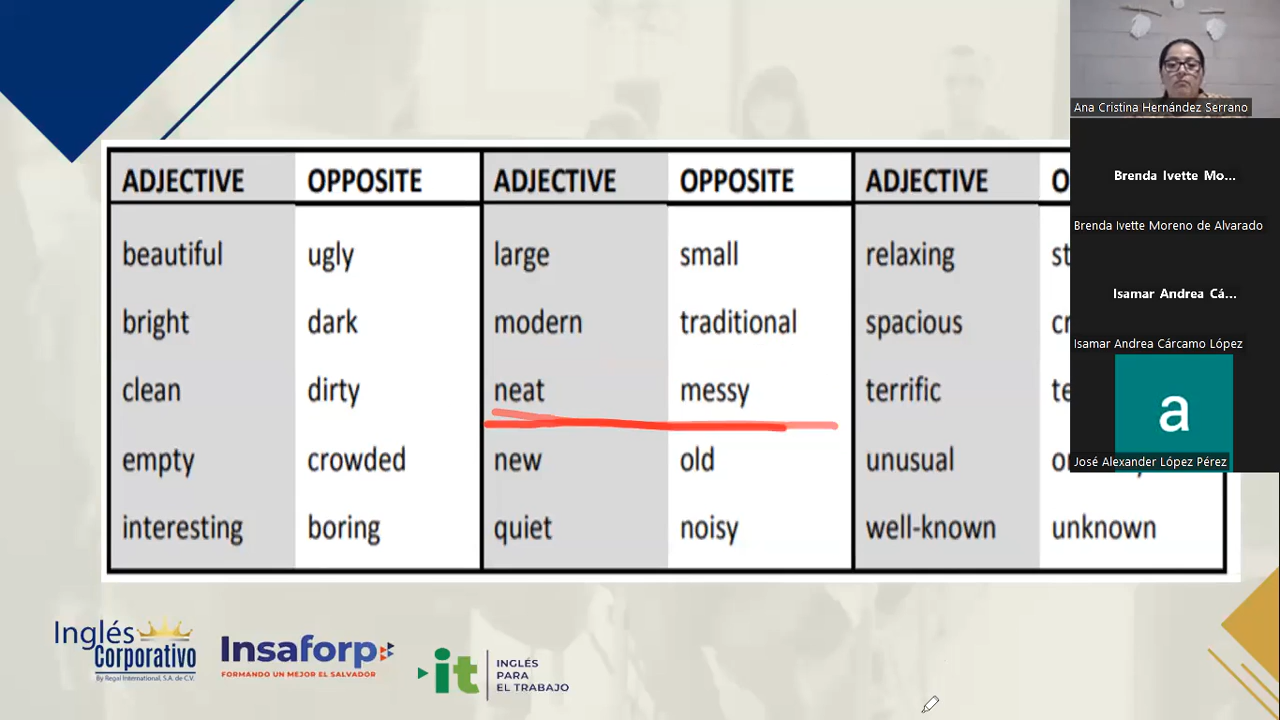 ADJECTIVE OPPOSITE ADJECTIVE OPPOSITE ADJECTIVE
beautiful ugly large small relaxing
bright dark modern traditional spacious
clean dirty neat messy terrific
empty crowded new old unusual
interesting boring quiet noisy well-known unknown
Ana Cristina Hernández Serrano
Brenda Ivette Mo...
Brenda Ivette Moreno de Alvarado
Isamar Andrea Cá...
Isamar Andrea Cárcamo López
a
José Alexander López Pérez
Inglés
Corporativo
By Regal International, S.A. de C.V.
Insaforp
FORMANDO UN MEJOR EL SALVADOR
it
INGLÉS
PARA
EL TRABAJO